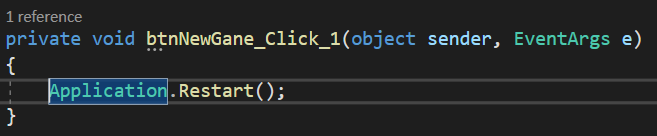 1 reference
private void btnNewGane_Click_1(object sender, EventArgs e)
{
Application.Restart();
}